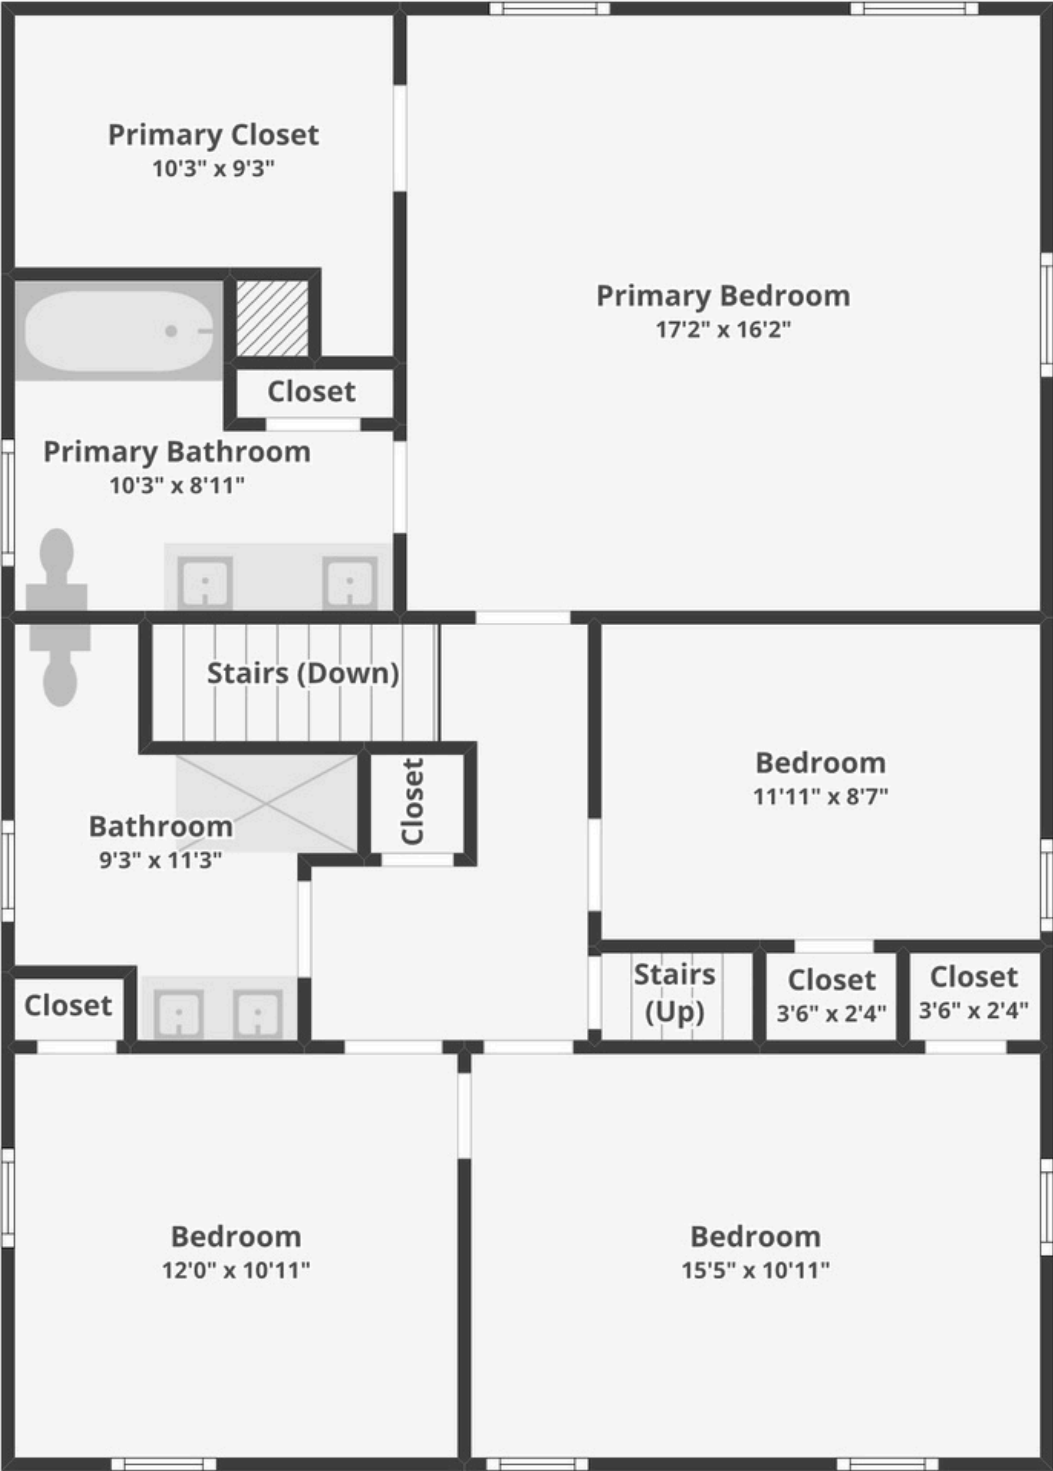 Primary Closet
10'3" x 9'3"
Primary Bedroom
17'2" x 16'2"
Closet
Primary Bathroom
10'3" x 8'11"
Stairs (Down)
Closet
Bedroom
11'11" x 8'7"
Bathroom
9'3" x 11'3"
Closet
Stairs
(Up)
Closet
3'6" x 2'4"
Closet
3'6" x 2'4"
Bedroom
12'0" x 10'11"
Bedroom
15'5" x 10'11"